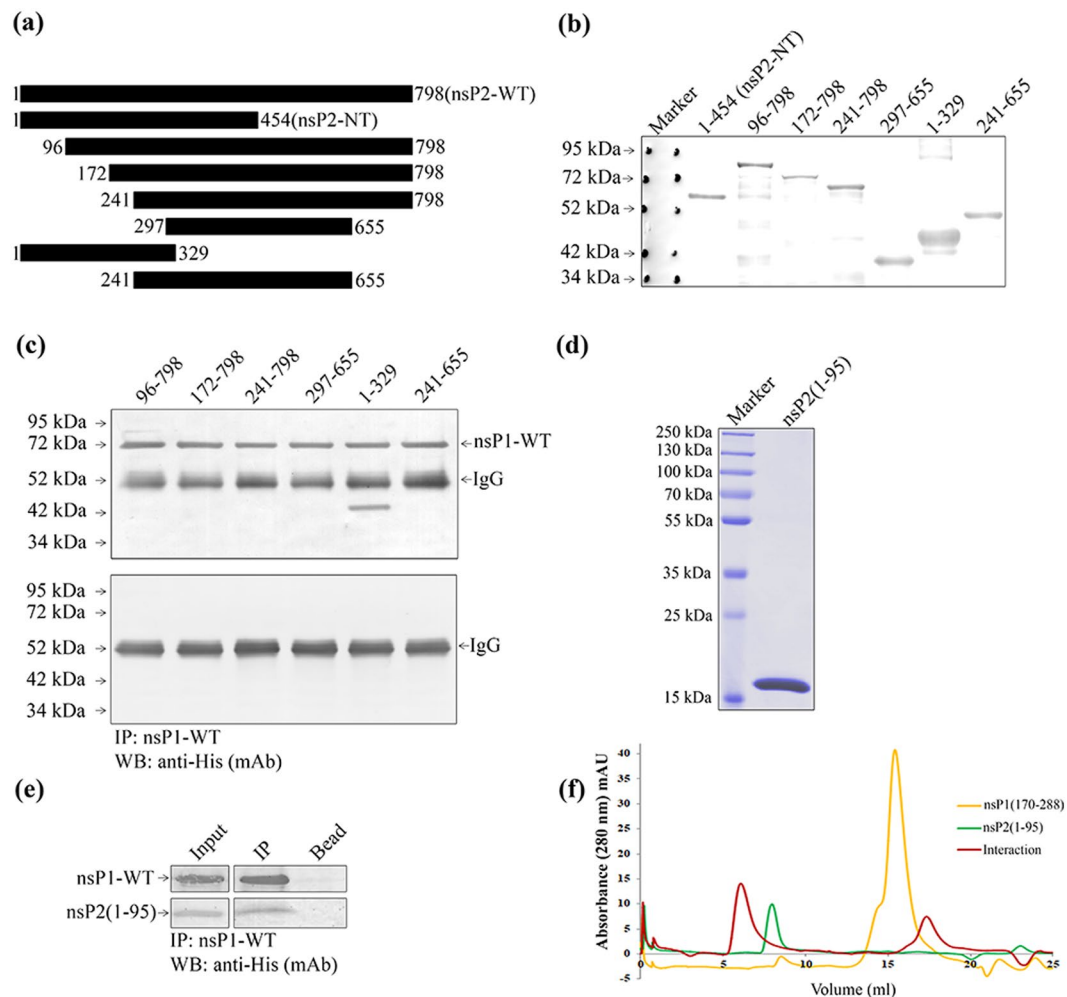 (a)
1 798(nsP2-WT)
1 454(nsP2-NT)
96 798
172 798
241 798
297 655
1 329
241 655
(b)
Marker
1-454 (nsP2-NT)
96-798
172-798
241-798
297-655
1-329
241-655
95 kDa
72 kDa
52 kDa
42 kDa
34 kDa
(c)
96-798
172-798
241-798
297-655
1-329
241-655
95 kDa
72 kDa
52 kDa
42 kDa
34 kDa
nsP1-WT
IgG
95 kDa
72 kDa
52 kDa
42 kDa
34 kDa
IgG
IP: nsP1-WT
WB: anti-His (mAb)
(d)
Marker
nsP2(1-95)
250 kDa
130 kDa
100 kDa
70 kDa
55 kDa
35 kDa
25 kDa
15 kDa
(e)
Input
IP
Bead
nsP1-WT
nsP2(1-95)
IP: nsP1-WT
WB: anti-His (mAb)
(f)
Absorbance (280 nm) mAU
40
35
30
25
20
15
10
5
0
-5
0 5 10 15 20 25
Volume (ml)
nsP1(170-288)
nsP2(1-95)
Interaction